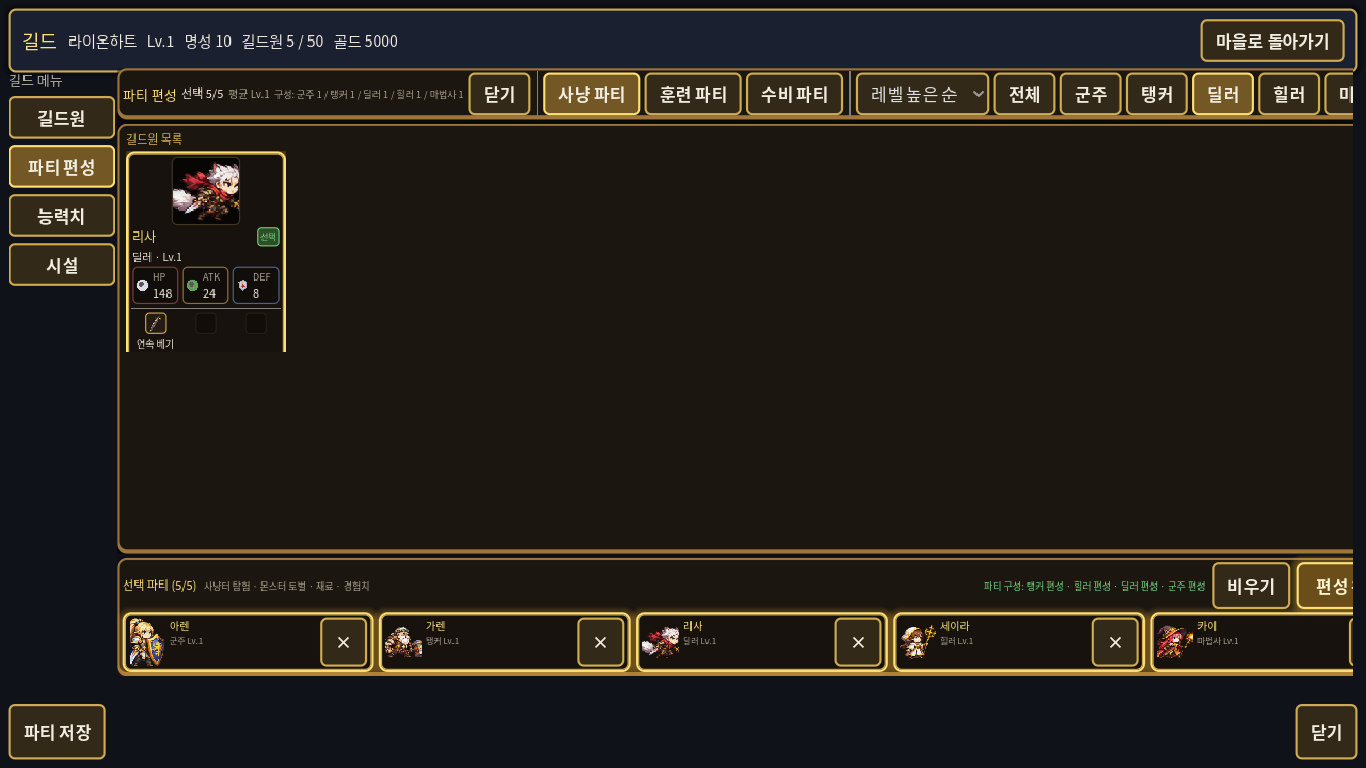 길드 라이온하트 Lv.1 명성 10 길드원 5 / 50 골드 5000 마을로 돌아가기
길드 메뉴
길드원
파티 편성
능력치
시설
파티 편성 선택 5/5 평균 Lv.1 구성: 군주 1 / 탱커 1 / 딜러 1 / 힐러 1 / 마법사 1 닫기 사냥 파티 훈련 파티 수비 파티 레벨 높은 순 전체 군주 탱커 딜러 힐러
길드원 목록
리사 선택
딜러 · Lv.1
HP 148 ATK 24 DEF 8
연속 베기
선택 파티 (5/5) 사냥터 탐험 · 몬스터 토벌 · 재료 · 경험치 파티 구성: 탱커 편성 · 힐러 편성 · 딜러 편성 · 군주 편성 비우기 편성
아렌 군주 Lv.1 ×
가렌 탱커 Lv.1 ×
리사 딜러 Lv.1 ×
세이라 힐러 Lv.1 ×
카이 마법사 Lv.1
파티 저장 닫기